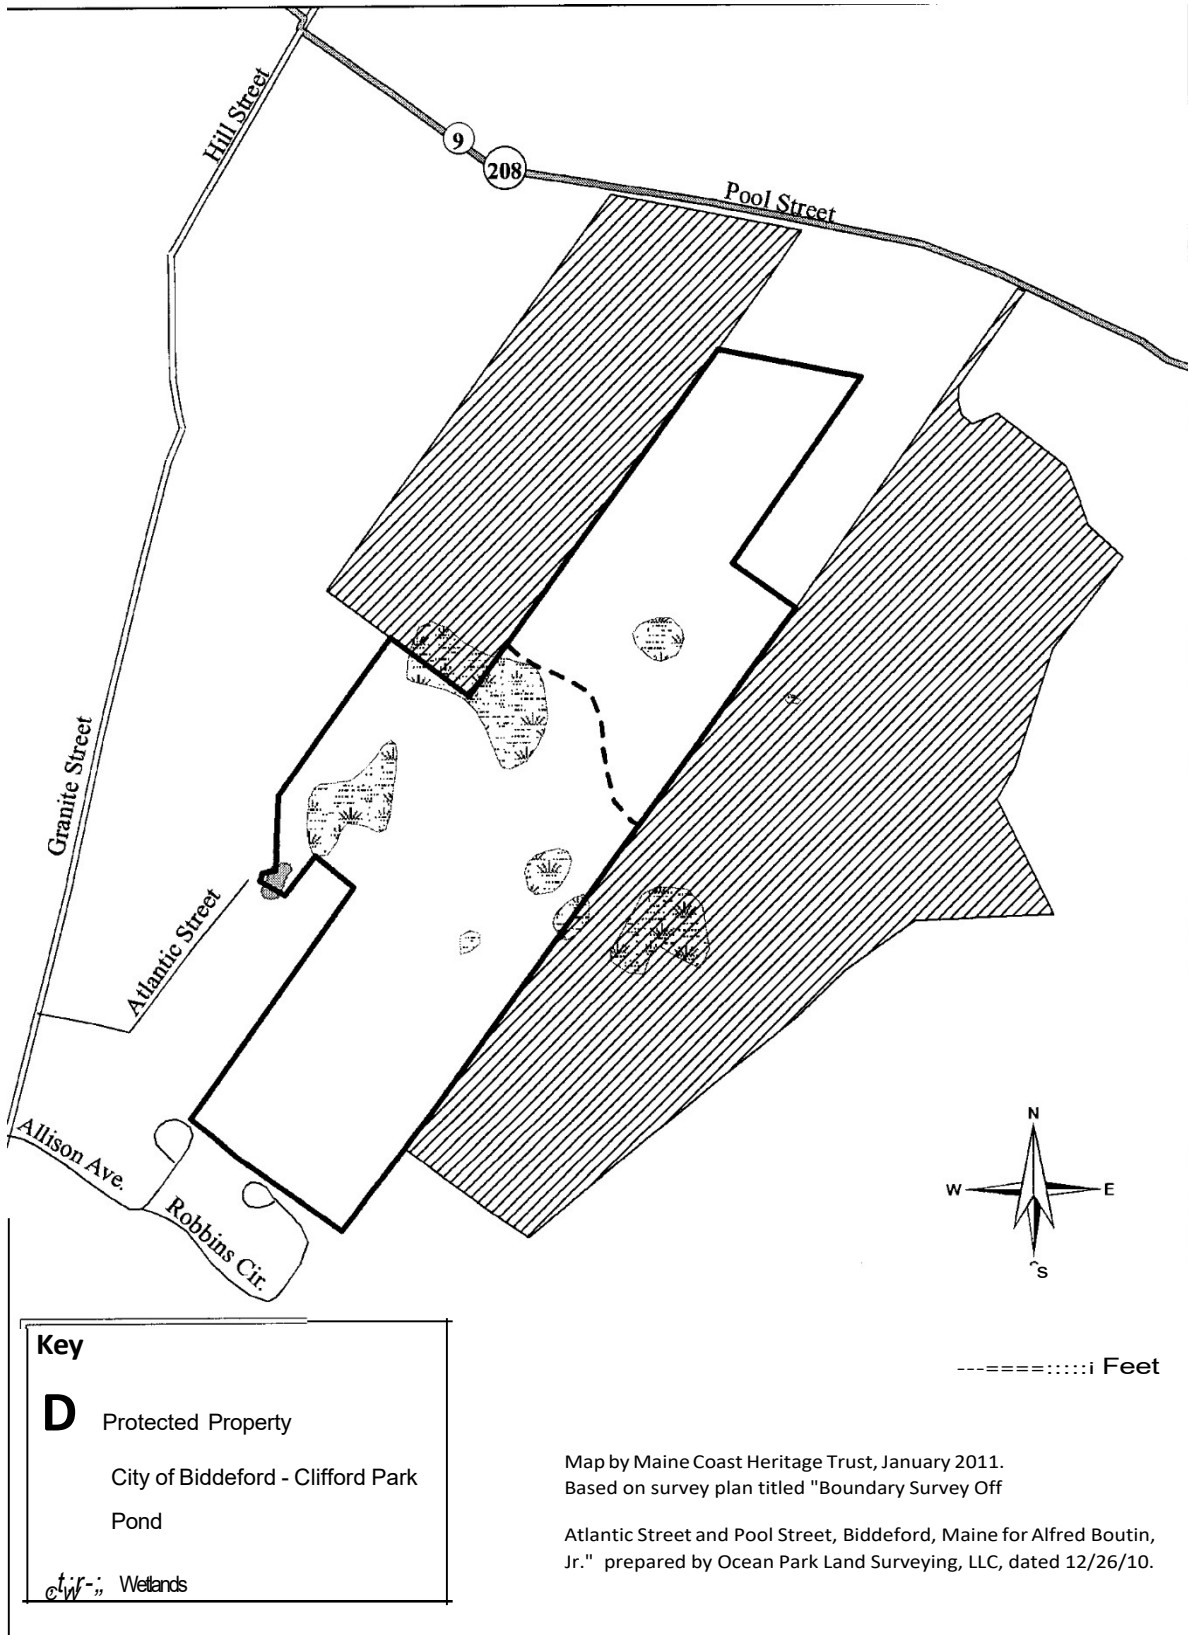 Hill Street
9
208
Pool Street
Granite Street
Atlantic Street
Allison Ave.
Robbins Cir.
N
W
E
S
Key
D Protected Property
City of Biddeford - Clifford Park
Pond
Wetlands
---====:::::i Feet
Map by Maine Coast Heritage Trust, January 2011.
Based on survey plan titled "Boundary Survey Off
Atlantic Street and Pool Street, Biddeford, Maine for Alfred Boutin,
Jr." prepared by Ocean Park Land Surveying, LLC, dated 12/26/10.